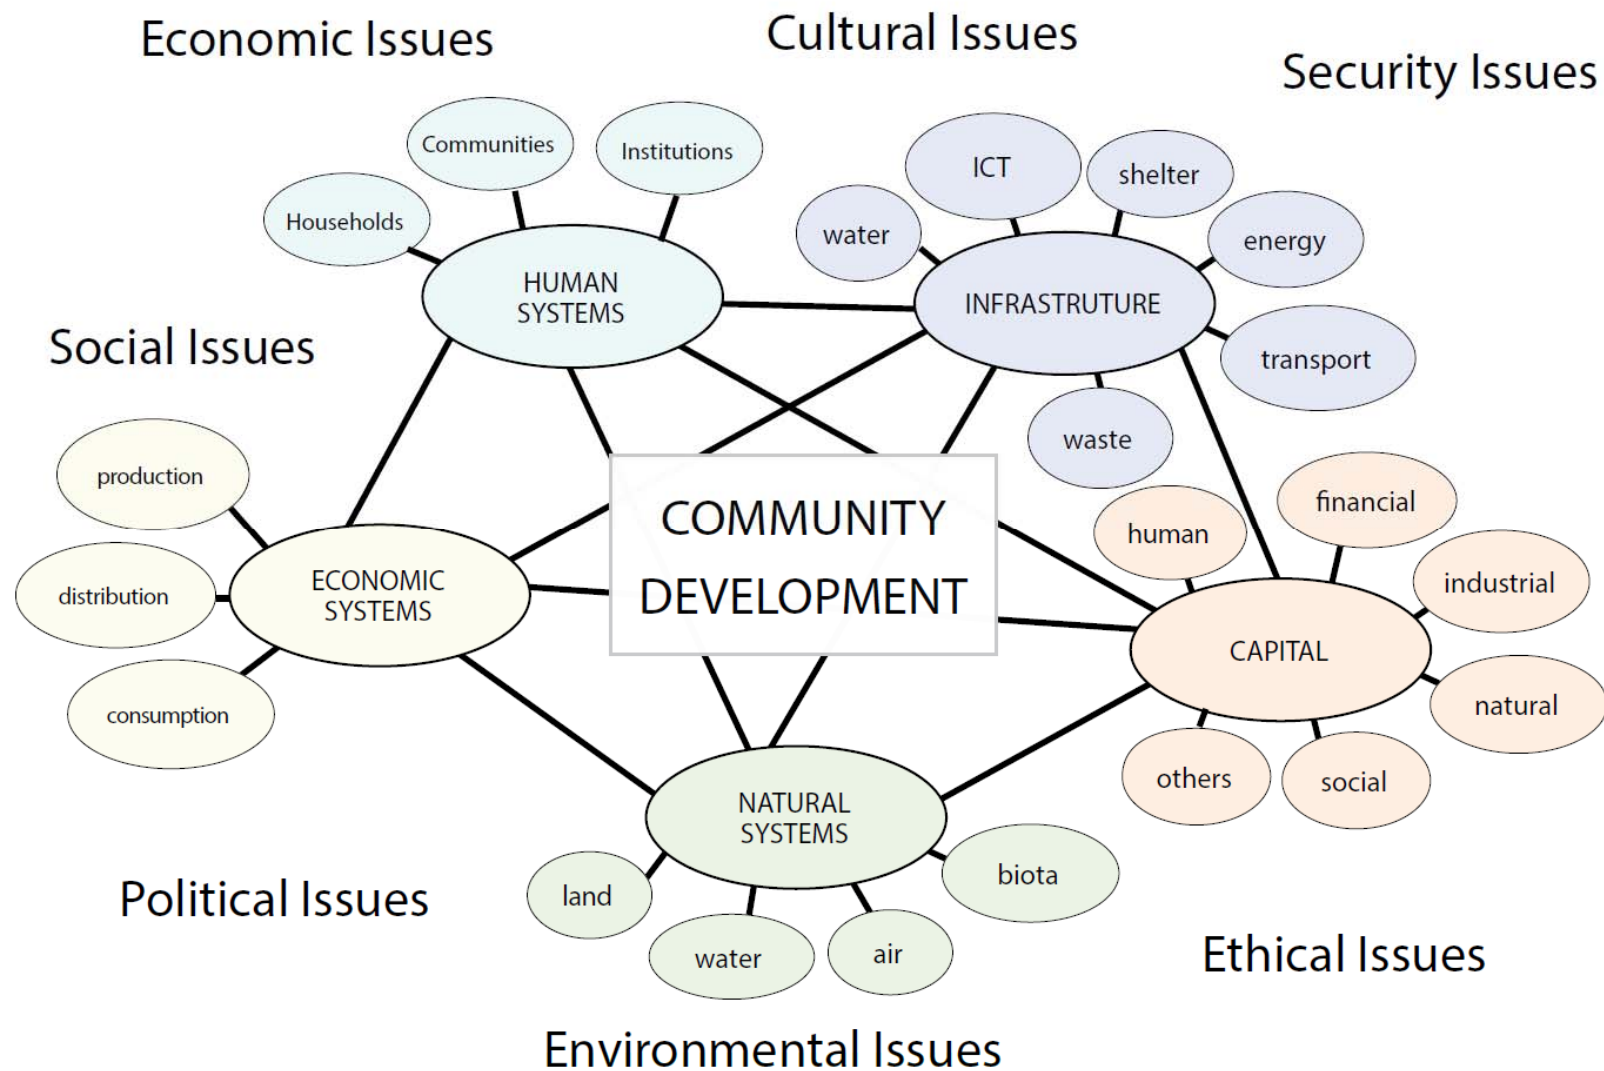 Economic Issues
Cultural Issues
Security Issues
Communities
Institutions
Households
HUMAN
SYSTEMS
ICT
shelter
water
energy
INFRASTRUTURE
transport
waste
Social Issues
production
distribution
consumption
ECONOMIC
SYSTEMS
COMMUNITY
DEVELOPMENT
human
financial
industrial
CAPITAL
natural
others
social
NATURAL
SYSTEMS
land
water
air
biota
Political Issues
Ethical Issues
Environmental Issues